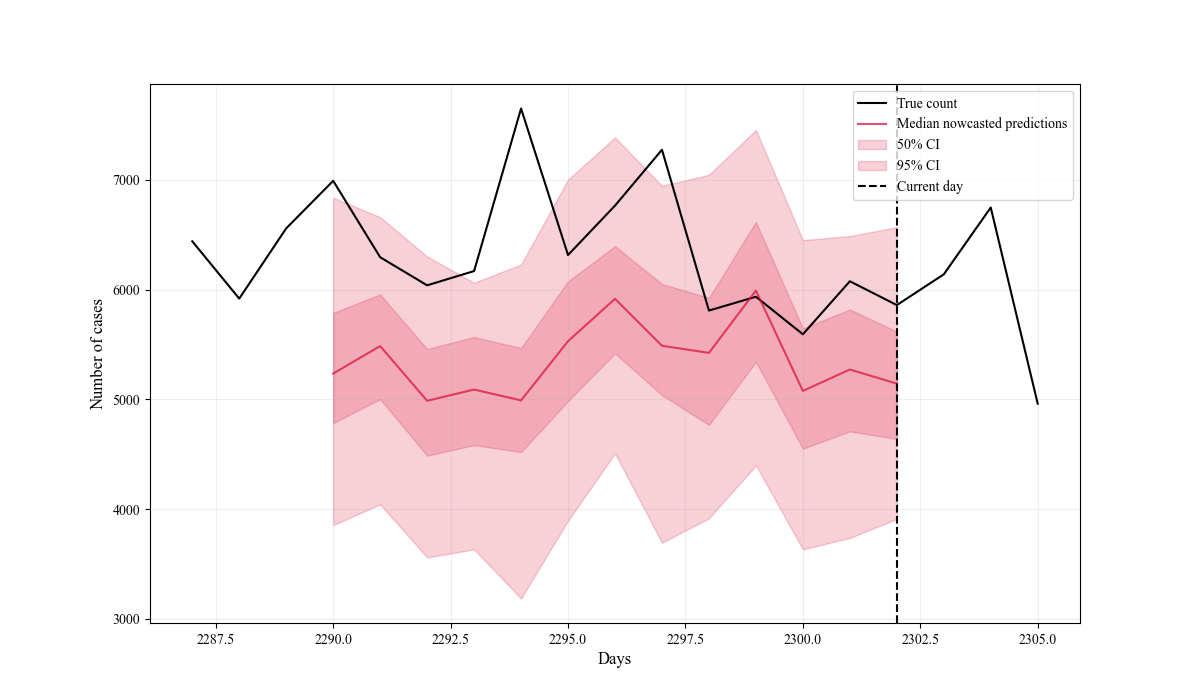 True count
Median nowcasted predictions
50% CI
95% CI
Current day
7000
6000
5000
4000
3000
Number of cases
2287.5 2290.0 2292.5 2295.0 2297.5 2300.0 2302.5 2305.0
Days